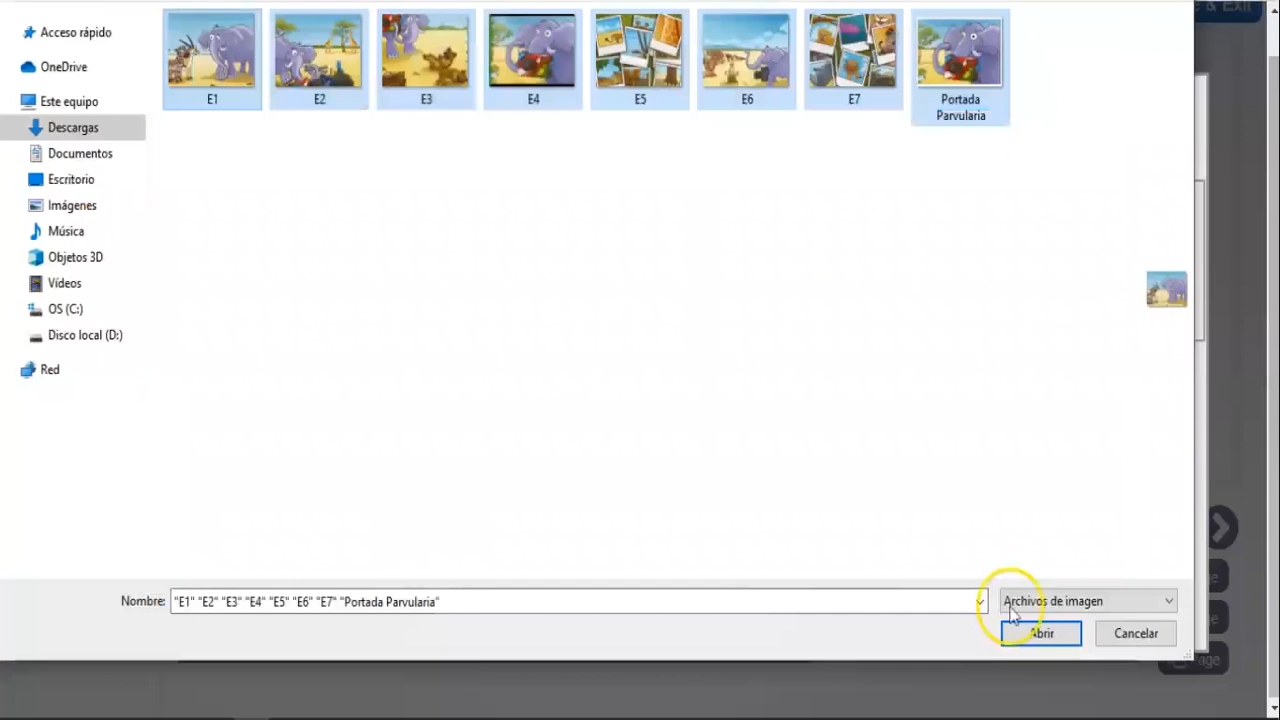 & Exit
Acceso rápido
OneDrive
Este equipo
Descargas
Documentos
Escritorio
Imágenes
Música
Objetos 3D
Vídeos
OS (C:)
Disco local (D:)
Red
E1
E2
E3
E4
E5
E6
E7
Portada
Parvularia
Nombre:
"E1" "E2" "E3" "E4" "E5" "E6" "E7" "Portada Parvularia"
Archivos de imagen
Abrir
Cancelar